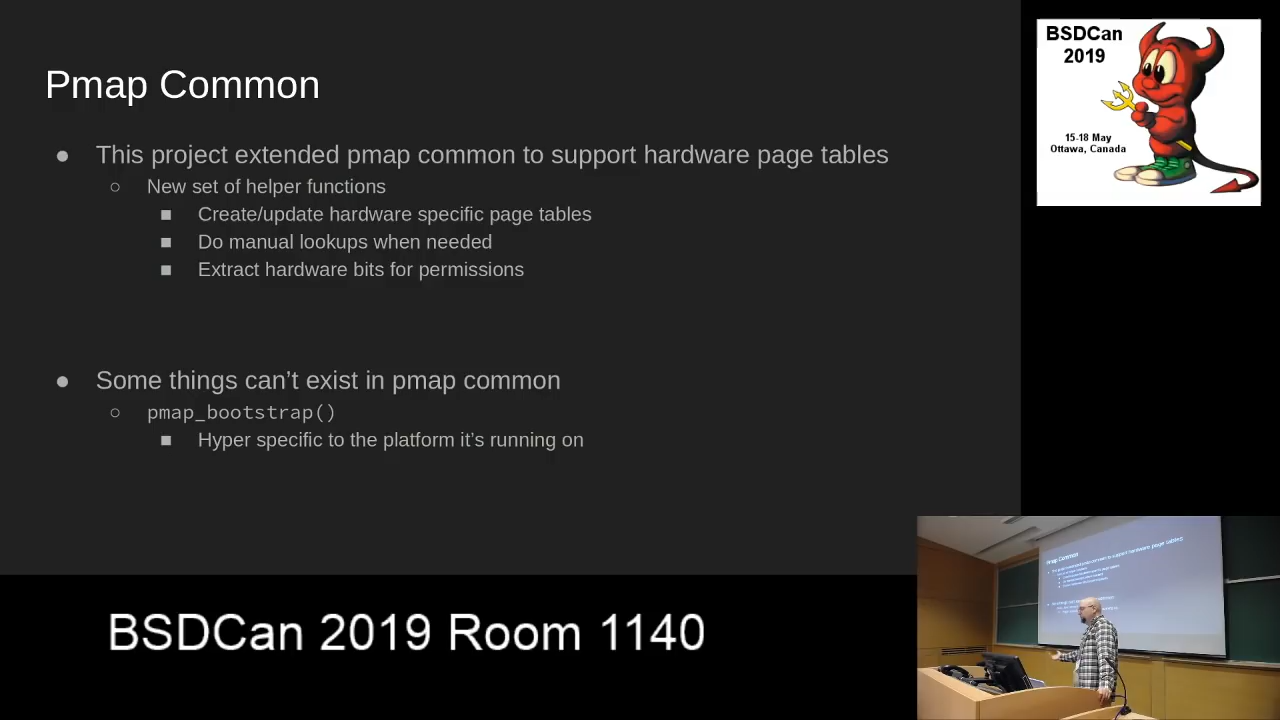 Pmap Common
● This project extended pmap common to support hardware page tables
○ New set of helper functions
■ Create/update hardware specific page tables
■ Do manual lookups when needed
■ Extract hardware bits for permissions
● Some things can’t exist in pmap common
○ pmap_bootstrap()
■ Hyper specific to the platform it’s running on
BSDCan
2019
15-18 May
Ottawa, Canada
BSDCan 2019 Room 1140
Pmap Common